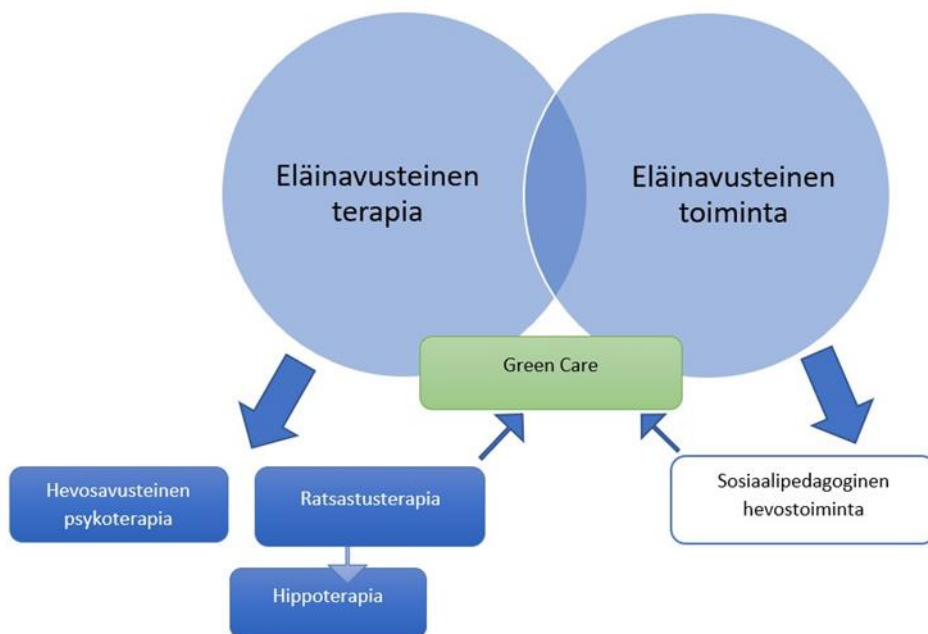 Eläinavusteinen
terapia
Eläinavusteinen
toiminta
Green Care
Hevosavusteinen
psykoterapia
Ratsastusterapia
Sosiaalipedagoginen
hevostoiminta
Hippoterapia